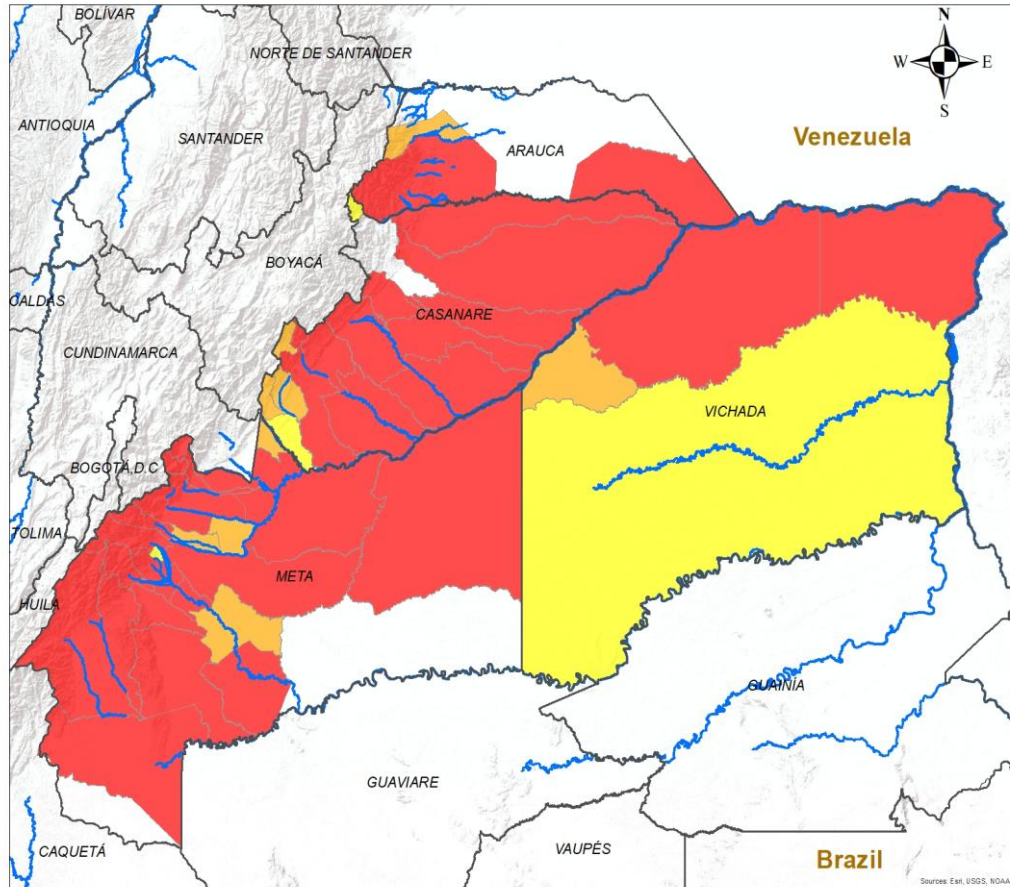 BOLÍVAR
N
NORTE DE SANTANDER
W
E
S
ANTIOQUIA
SANTANDER
ARAUCA
Venezuela
BOYACÁ
CALDAS
CASANARE
CUNDINAMARCA
VICHADA
BOGOTÁ,D.C
TOLIMA
META
HUILA
GUAINÍA
GUAVIARE
CAQUETÁ
VAUPÉS
Brazil
Sources: Esri, USGS, NOAA